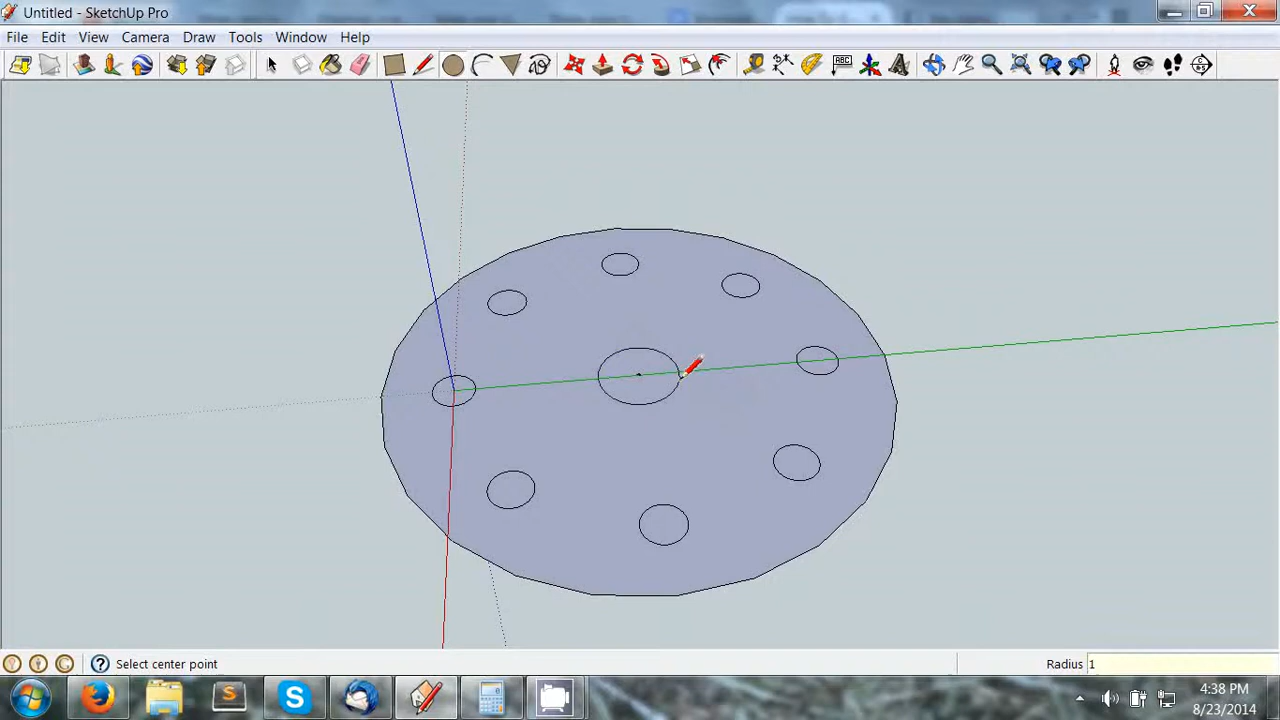 Untitled - SketchUp Pro
File Edit View Camera Draw Tools Window Help
ABC
Select center point
Radius 1
4:38 PM
8/23/2014